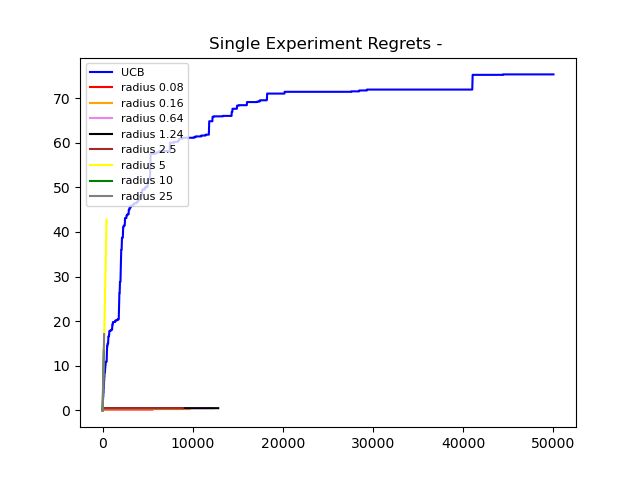 Single Experiment Regrets -
UCB
radius 0.08
radius 0.16
radius 0.64
radius 1.24
radius 2.5
radius 5
radius 10
radius 25
70
60
50
40
30
20
10
0
0 10000 20000 30000 40000 50000